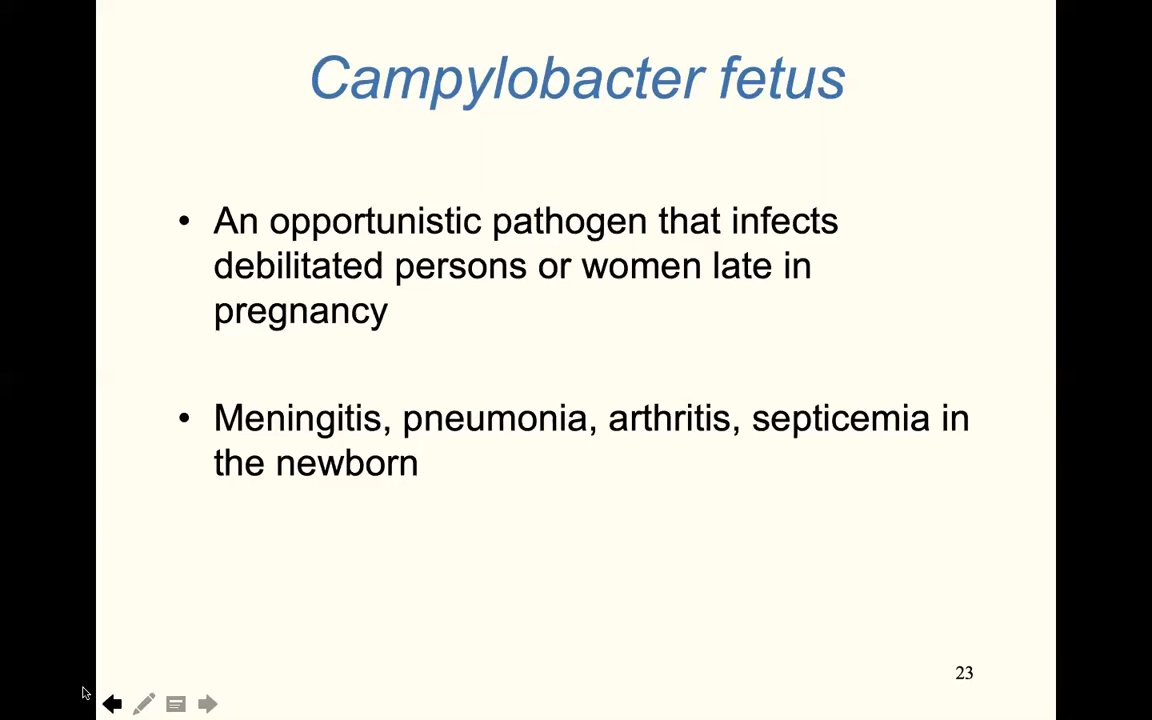 Campylobacter fetus
• An opportunistic pathogen that infects
debilitated persons or women late in
pregnancy
• Meningitis, pneumonia, arthritis, septicemia in
the newborn
23